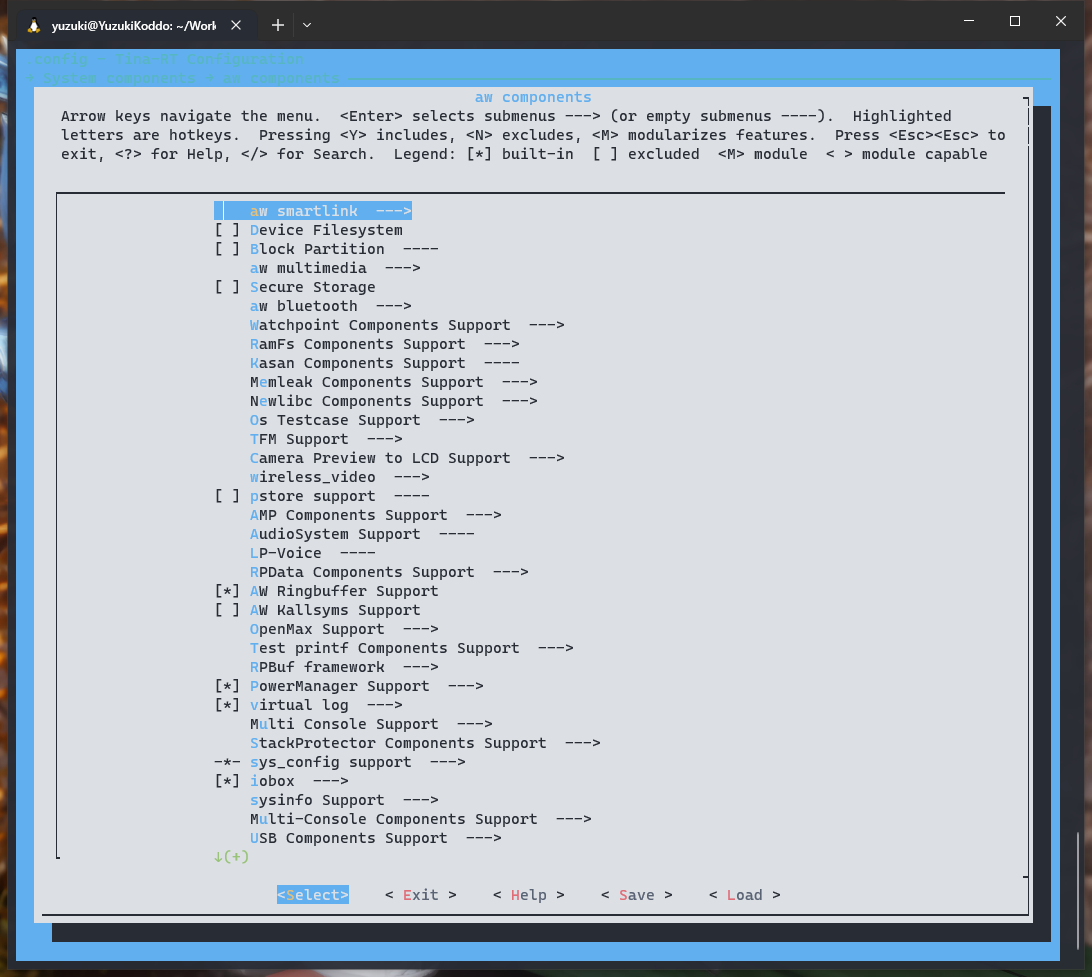 yuzuki@YuzukiKoddo: ~/Work
.config - Tina-RT Configuration
> System components > aw components
aw components
Arrow keys navigate the menu.  <Enter> selects submenus ---> (or empty submenus ----).  Highlighted
letters are hotkeys.  Pressing <Y> includes, <N> excludes, <M> modularizes features.  Press <Esc><Esc> to
exit, <?> for Help, </> for Search.  Legend: [*] built-in  [ ] excluded  <M> module  < > module capable
aw smartlink  --->
[ ] Device Filesystem
[ ] Block Partition  ----
aw multimedia  --->
[ ] Secure Storage
aw bluetooth  --->
Watchpoint Components Support  --->
RamFs Components Support  --->
Kasan Components Support  ----
Memleak Components Support  --->
Newlibc Components Support  --->
Os Testcase Support  --->
TFM Support  --->
Camera Preview to LCD Support  --->
wireless_video  --->
[ ] pstore support  ----
AMP Components Support  --->
AudioSystem Support  ----
LP-Voice  ----
RPData Components Support  --->
[*] AW Ringbuffer Support
[ ] AW Kallsyms Support
OpenMax Support  --->
Test printf Components Support  --->
RPBuf framework  --->
[*] PowerManager Support  --->
[*] virtual log  --->
Multi Console Support  --->
StackProtector Components Support  --->
-*- sys_config support  --->
[*] iobox  --->
sysinfo Support  --->
Multi-Console Components Support  --->
USB Components Support  --->
↓(+)
<Select>    < Exit >    < Help >    < Save >    < Load >